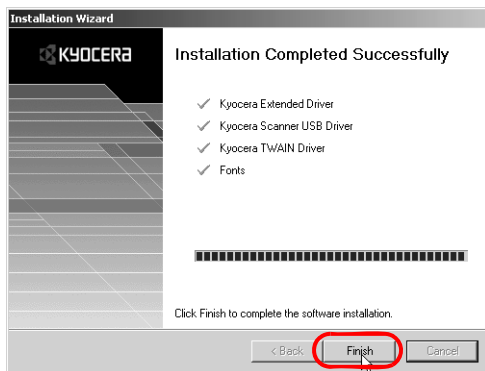 Installation Wizard
KYOCERA
Installation Completed Successfully
Kyocera Extended Driver
Kyocera Scanner USB Driver
Kyocera TWAIN Driver
Fonts
Click Finish to complete the software installation.
< Back Finish Cancel